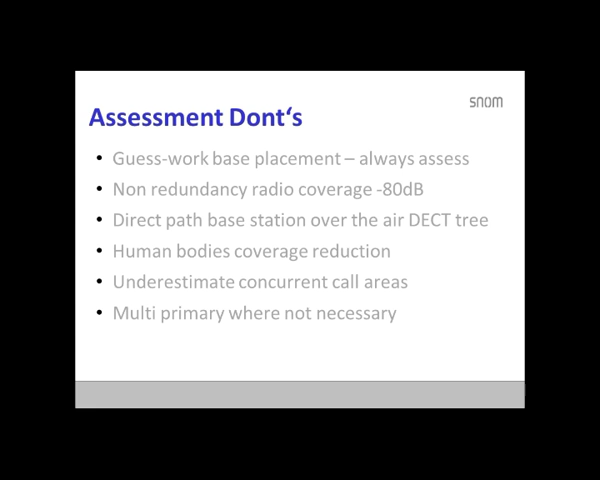 snom
Assessment Dont‘s
• Guess-work base placement – always assess
• Non redundancy radio coverage -80dB
• Direct path base station over the air DECT tree
• Human bodies coverage reduction
• Underestimate concurrent call areas
• Multi primary where not necessary